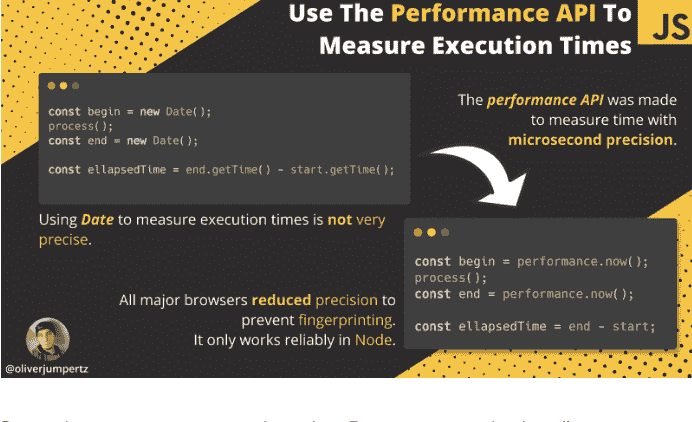 Use The Performance API To
Measure Execution Times
JS
const begin = new Date();
process();
const end = new Date();
const ellapsedTime = end.getTime() - start.getTime();
The performance API was made
to measure time with
microsecond precision.
Using Date to measure execution times is not very
precise.
const begin = performance.now();
process();
const end = performance.now();
const ellapsedTime = end - start;
All major browsers reduced precision to
prevent fingerprinting.
It only works reliably in Node.
@oliverjumpertz